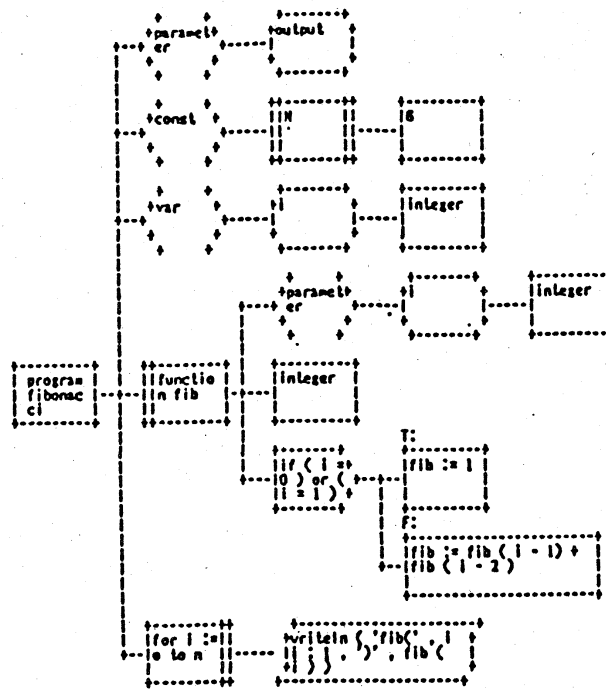 paramet
er
output
const
N
6
var
i
integer
paramet
er
i
integer
program
fibonac
ci
functio
n fib
integer
if ( i =
0 ) or (
i = 1 )
T:
fib := 1
F:
fib := fib ( i - 1) +
fib ( i - 2 )
for i :=
o to n
writeln ( 'fib(' , i
: 1 , ')' , fib (
i ) )